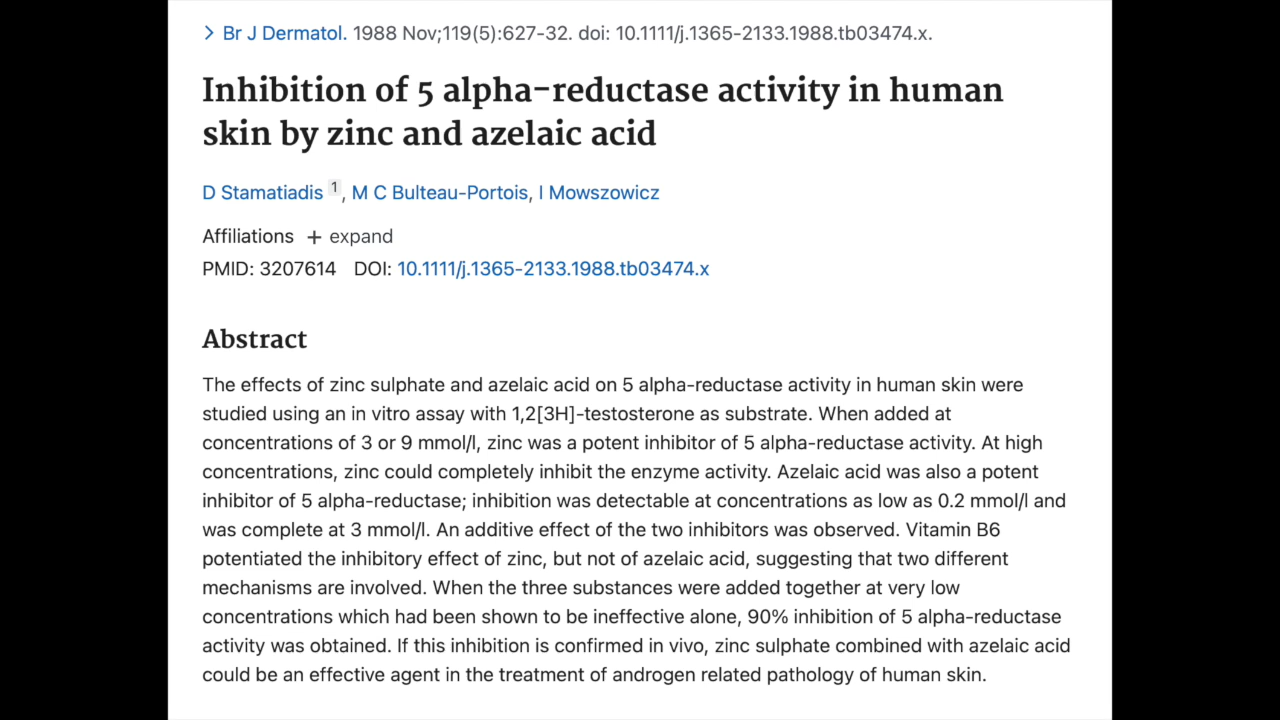 > Br J Dermatol. 1988 Nov;119(5):627-32. doi: 10.1111/j.1365-2133.1988.tb03474.x.
Inhibition of 5 alpha-reductase activity in human
skin by zinc and azelaic acid
D Stamatiadis 1, M C Bulteau-Portois, I Mowszowicz
Affiliations + expand
PMID: 3207614 DOI: 10.1111/j.1365-2133.1988.tb03474.x
Abstract
The effects of zinc sulphate and azelaic acid on 5 alpha-reductase activity in human skin were
studied using an in vitro assay with 1,2[3H]-testosterone as substrate. When added at
concentrations of 3 or 9 mmol/l, zinc was a potent inhibitor of 5 alpha-reductase activity. At high
concentrations, zinc could completely inhibit the enzyme activity. Azelaic acid was also a potent
inhibitor of 5 alpha-reductase; inhibition was detectable at concentrations as low as 0.2 mmol/l and
was complete at 3 mmol/l. An additive effect of the two inhibitors was observed. Vitamin B6
potentiated the inhibitory effect of zinc, but not of azelaic acid, suggesting that two different
mechanisms are involved. When the three substances were added together at very low
concentrations which had been shown to be ineffective alone, 90% inhibition of 5 alpha-reductase
activity was obtained. If this inhibition is confirmed in vivo, zinc sulphate combined with azelaic acid
could be an effective agent in the treatment of androgen related pathology of human skin.